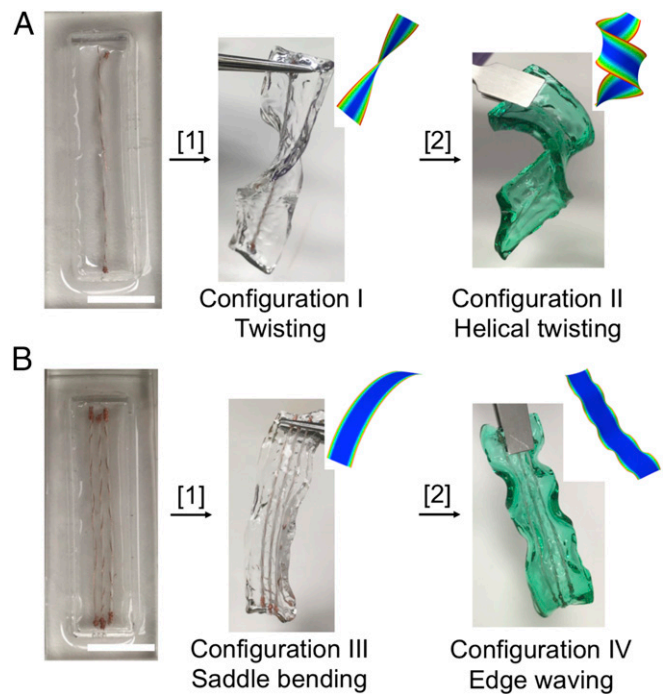 A
[1]
[2]
Configuration I
Twisting
Configuration II
Helical twisting
B
[1]
[2]
Configuration III
Saddle bending
Configuration IV
Edge waving